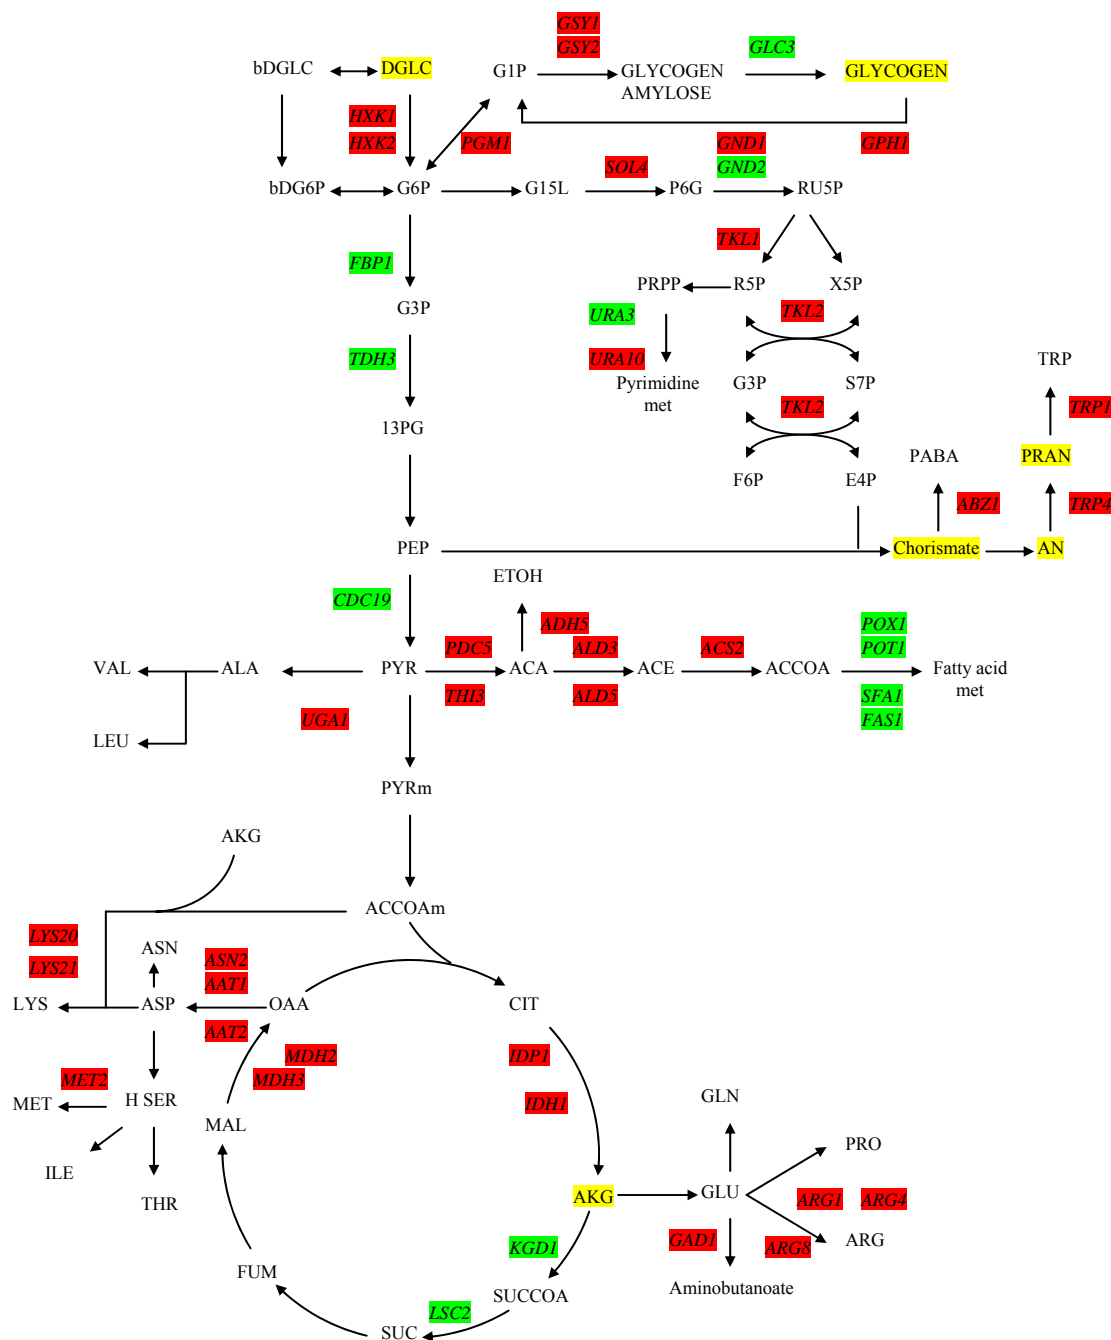 GSY1
GSY2
GLC3
bDGLC
DGLC
G1P
GLYCOGEN
AMYLOSE
GLYCOGEN
HXK1
HXK2
PGM1
GND1
GPH1
SOL4
GND2
bDG6P
G6P
G15L
P6G
RU5P
TKL1
FBP1
PRPP
R5P
X5P
G3P
URA3
TKL2
TDH3
URA10
TRP
Pyrimidine
met
G3P
S7P
TKL2
TRP1
13PG
PABA
PRAN
F6P
E4P
ABZ1
TRP4
PEP
Chorismate
AN
ETOH
CDC19
ADH5
POX1
PDC5
ALD3
ACS2
POT1
VAL
ALA
PYR
ACA
ACE
ACCOA
Fatty acid
met
UGA1
THI3
ALD5
SFA1
FAS1
LEU
PYRm
AKG
ACCOAm
LYS20
LYS21
ASN
ASN2
AAT1
LYS
ASP
OAA
CIT
AAT2
MDH2
IDP1
MET2
MDH3
MET
H SER
IDH1
GLN
MAL
ILE
PRO
THR
AKG
GLU
ARG1
ARG4
KGD1
GAD1
ARG8
ARG
FUM
SUCCOA
Aminobutanoate
LSC2
SUC